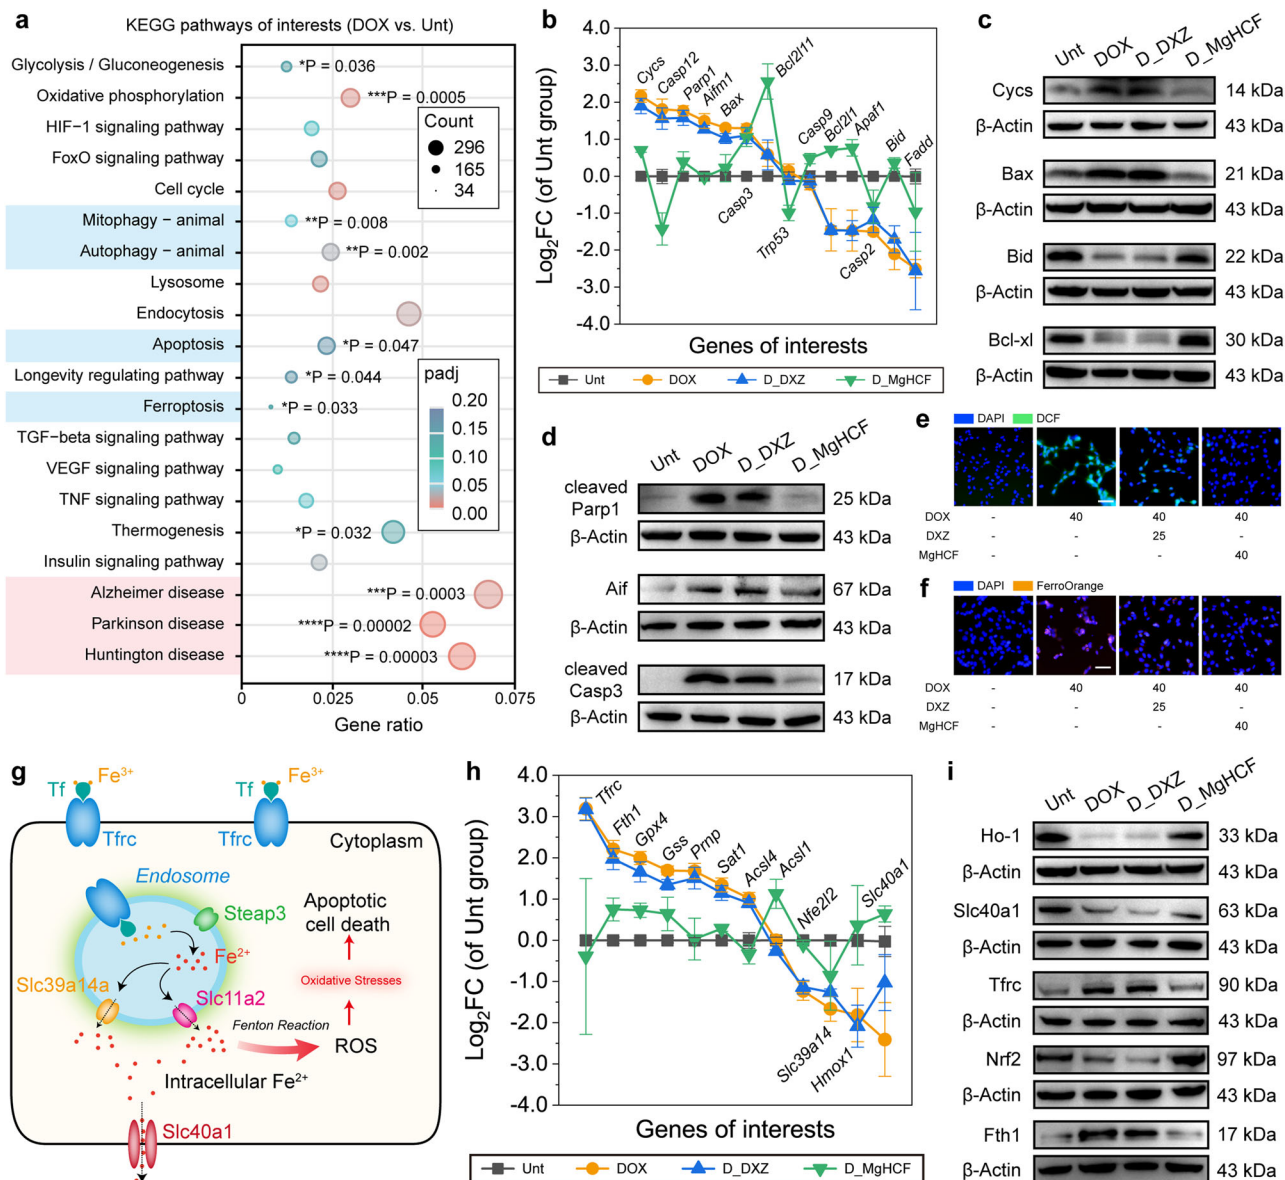 a
KEGG pathways of interests (DOX vs. Unt)
Glycolysis / Gluconeogenesis
*P = 0.036
Oxidative phosphorylation
***P = 0.0005
HIF−1 signaling pathway
FoxO signaling pathway
Cell cycle
Mitophagy − animal
**P = 0.008
Autophagy − animal
**P = 0.002
Lysosome
Endocytosis
Apoptosis
*P = 0.047
Longevity regulating pathway
*P = 0.044
Ferroptosis
*P = 0.033
TGF−beta signaling pathway
VEGF signaling pathway
TNF signaling pathway
Thermogenesis
*P = 0.032
Insulin signaling pathway
Alzheimer disease
***P = 0.0003
Parkinson disease
****P = 0.00002
Huntington disease
****P = 0.00003
Count
296
165
34
padj
0.20
0.15
0.10
0.05
0.00
0 0.025 0.05 0.075
Gene ratio
b
Log₂FC (of Unt group)
4.0
3.0
2.0
1.0
0.0
-1.0
-2.0
-3.0
-4.0
Cycs
Casp12
Parp1
Aifm1
Bax
Casp3
Bcl2l11
Trp53
Casp9
Bcl2l1
Apaf1
Casp2
Bid
Fadd
Genes of interests
Unt DOX D_DXZ D_MgHCF
c
Unt DOX D_DXZ D_MgHCF
Cycs 14 kDa
β-Actin 43 kDa
Bax 21 kDa
β-Actin 43 kDa
Bid 22 kDa
β-Actin 43 kDa
Bcl-xl 30 kDa
β-Actin 43 kDa
d
Unt DOX D_DXZ D_MgHCF
cleaved
Parp1 25 kDa
β-Actin 43 kDa
Aif 67 kDa
β-Actin 43 kDa
cleaved
Casp3 17 kDa
β-Actin 43 kDa
e
DAPI DCF
DOX - 40 40 40
DXZ - - 25 -
MgHCF - - - 40
f
DAPI FerroOrange
DOX - 40 40 40
DXZ - - 25 -
MgHCF - - - 40
g
Fe³⁺ Fe³⁺
Tf Tf
Tfrc Tfrc
Cytoplasm
Endosome
Steap3
Fe²⁺
Slc39a14a
Slc11a2
Apoptotic
cell death
Oxidative Stresses
Fenton Reaction
ROS
Intracellular Fe²⁺
Slc40a1
h
Log₂FC (of Unt group)
4.0
3.0
2.0
1.0
0.0
-1.0
-2.0
-3.0
-4.0
Tfrc
Fth1
Gpx4
Gss
Prnp
Sat1
Acsl4
Acsl1
Nfe2l2
Slc39a14
Hmox1
Slc40a1
Genes of interests
Unt DOX D_DXZ D_MgHCF
i
Unt DOX D_DXZ D_MgHCF
Ho-1 33 kDa
β-Actin 43 kDa
Slc40a1 63 kDa
β-Actin 43 kDa
Tfrc 90 kDa
β-Actin 43 kDa
Nrf2 97 kDa
β-Actin 43 kDa
Fth1 17 kDa
β-Actin 43 kDa